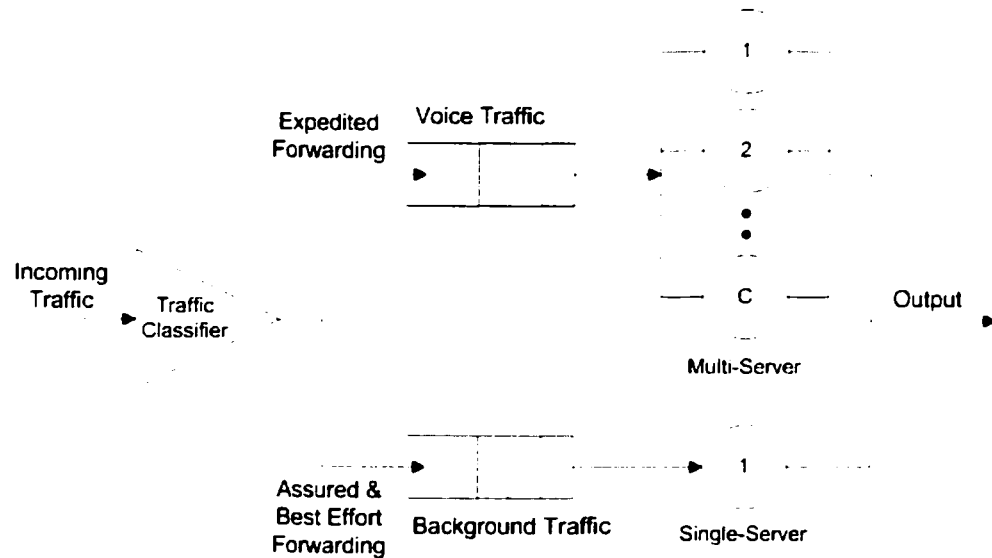 1
Expedited
Forwarding
Voice Traffic
2
Incoming
Traffic
Traffic
Classifier
C
Output
Multi-Server
1
Assured &
Best Effort
Forwarding
Background Traffic
Single-Server